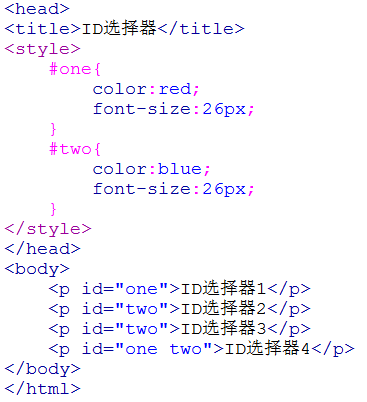 <head>
<title>ID选择器</title>
<style>
#one{
color:red;
font-size:26px;
}
#two{
color:blue;
font-size:26px;
}
</style>
</head>
<body>
<p id="one">ID选择器1</p>
<p id="two">ID选择器2</p>
<p id="two">ID选择器3</p>
<p id="one two">ID选择器4</p>
</body>
</html>